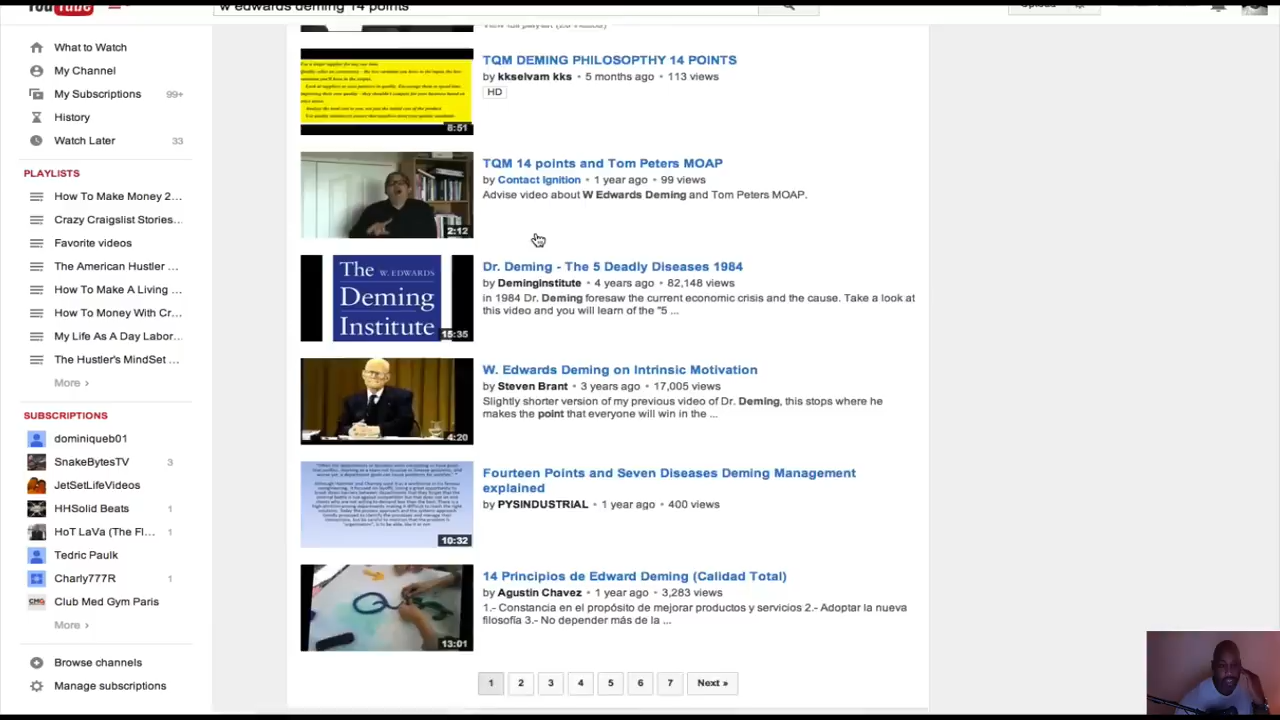 YouTube
w edwards deming 14 points
What to Watch
My Channel
My Subscriptions 99+
History
Watch Later 33
PLAYLISTS
How To Make Money 2...
Crazy Craigslist Stories...
Favorite videos
The American Hustler ...
How To Make A Living ...
How To Money With Cr...
My Life As A Day Labor...
The Hustler's MindSet ...
More ›
SUBSCRIPTIONS
dominiqueb01
SnakeBytesTV 3
JetSetLifeVideos
HHSolid Beats 1
HoT LaVa (The Fl... 1
Tedric Paulk
Charly777R 1
Club Med Gym Paris
More ›
Browse channels
Manage subscriptions
8:51
TQM DEMING PHILOSOPTHY 14 POINTS
by kkselvam kks • 5 months ago • 113 views
HD
2:12
TQM 14 points and Tom Peters MOAP
by Contact Ignition • 1 year ago • 99 views
Advise video about W Edwards Deming and Tom Peters MOAP.
The W. EDWARDS
Deming
Institute
15:35
Dr. Deming - The 5 Deadly Diseases 1984
by DemingInstitute • 4 years ago • 82,148 views
in 1984 Dr. Deming foresaw the current economic crisis and the cause. Take a look at
this video and you will learn of the "5 ...
4:20
W. Edwards Deming on Intrinsic Motivation
by Steven Brant • 3 years ago • 17,005 views
Slightly shorter version of my previous video of Dr. Deming, this stops where he
makes the point that everyone will win in the ...
10:32
Fourteen Points and Seven Diseases Deming Management
explained
by PYSINDUSTRIAL • 1 year ago • 400 views
13:01
14 Principios de Edward Deming (Calidad Total)
by Agustin Chavez • 1 year ago • 3,283 views
1.- Constancia en el propósito de mejorar productos y servicios 2.- Adoptar la nueva
filosofía 3.- No depender más de la ...
1 2 3 4 5 6 7 Next »